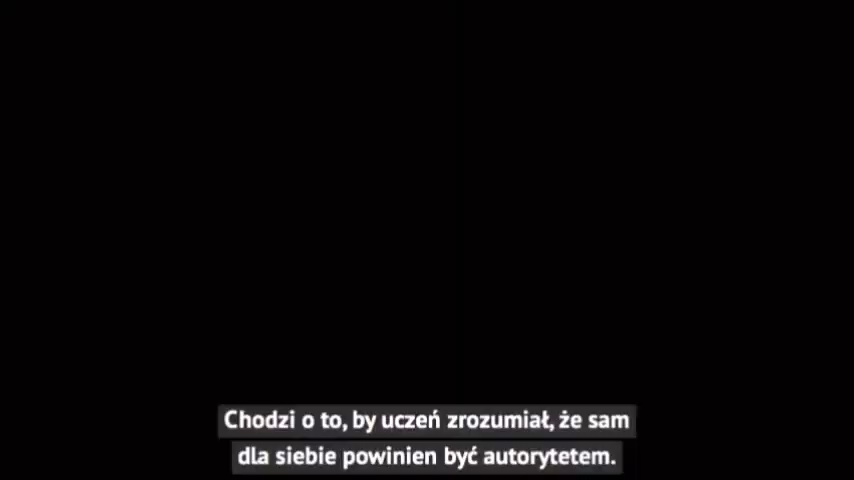 Chodzi o to, by uczeń zrozumiał, że sam
dla siebie powinien być autorytetem.